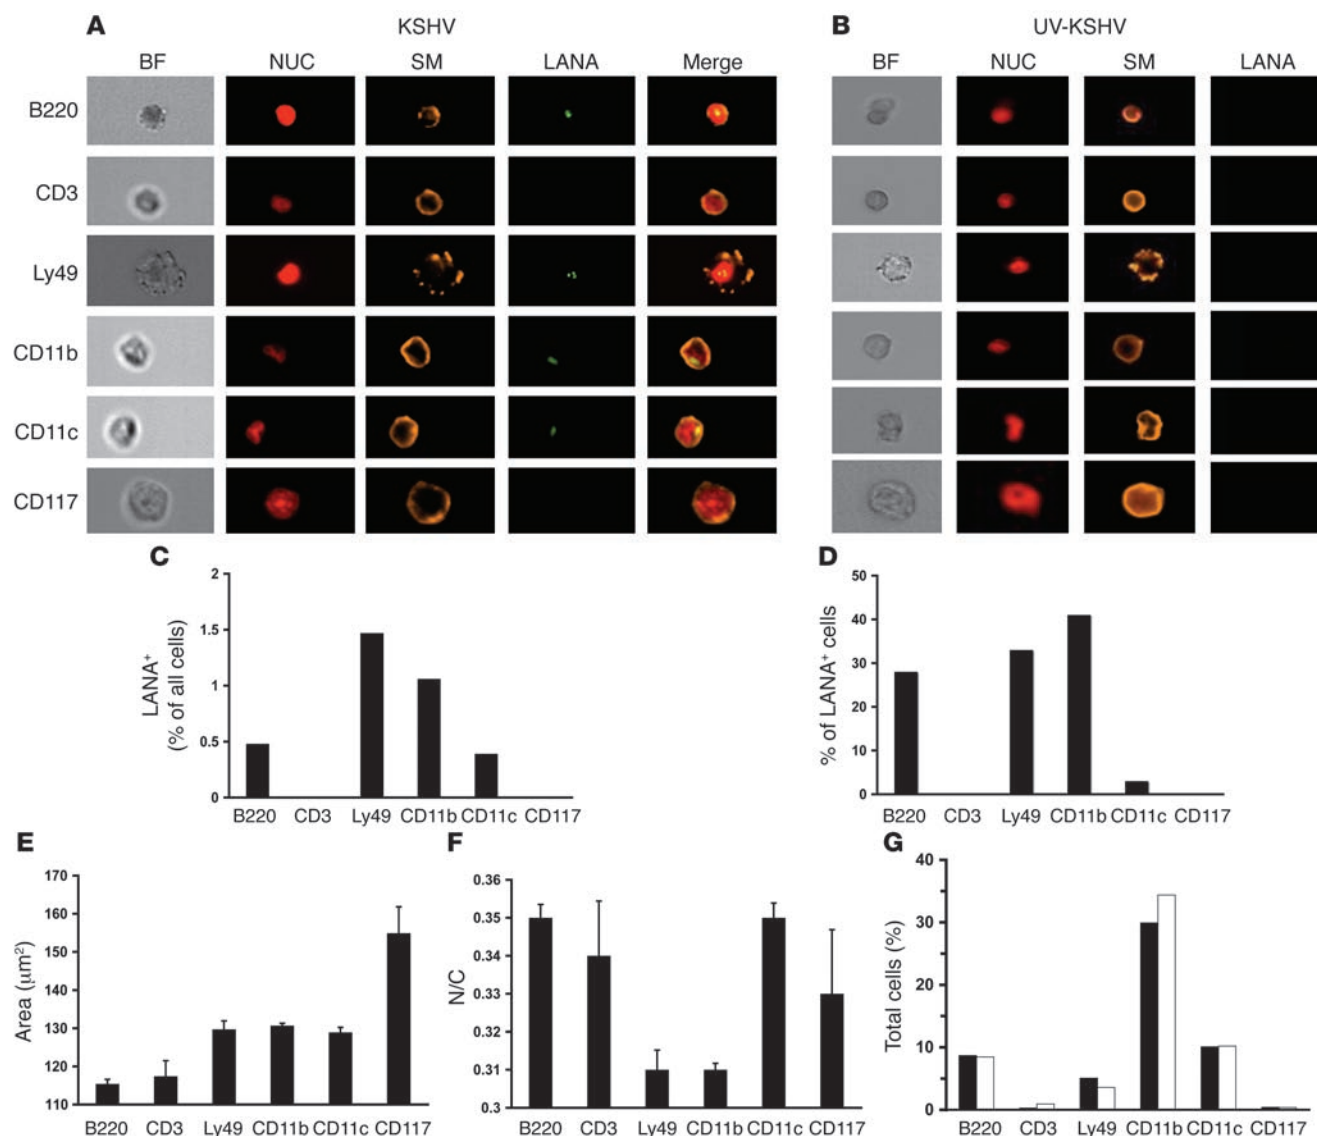 A KSHV
B UV-KSHV
BF NUC SM LANA Merge
BF NUC SM LANA
B220
CD3
Ly49
CD11b
CD11c
CD117
C
LANA+
(% of all cells)
2
1.5
1
0.5
0
B220 CD3 Ly49 CD11b CD11c CD117
D
% of LANA+ cells
50
40
30
20
10
0
B220 CD3 Ly49 CD11b CD11c CD117
E
Area (μm²)
170
160
150
140
130
120
110
B220 CD3 Ly49 CD11b CD11c CD117
F
N/C
0.36
0.35
0.34
0.33
0.32
0.31
0.3
B220 CD3 Ly49 CD11b CD11c CD117
G
Total cells (%)
40
30
20
10
0
B220 CD3 Ly49 CD11b CD11c CD117